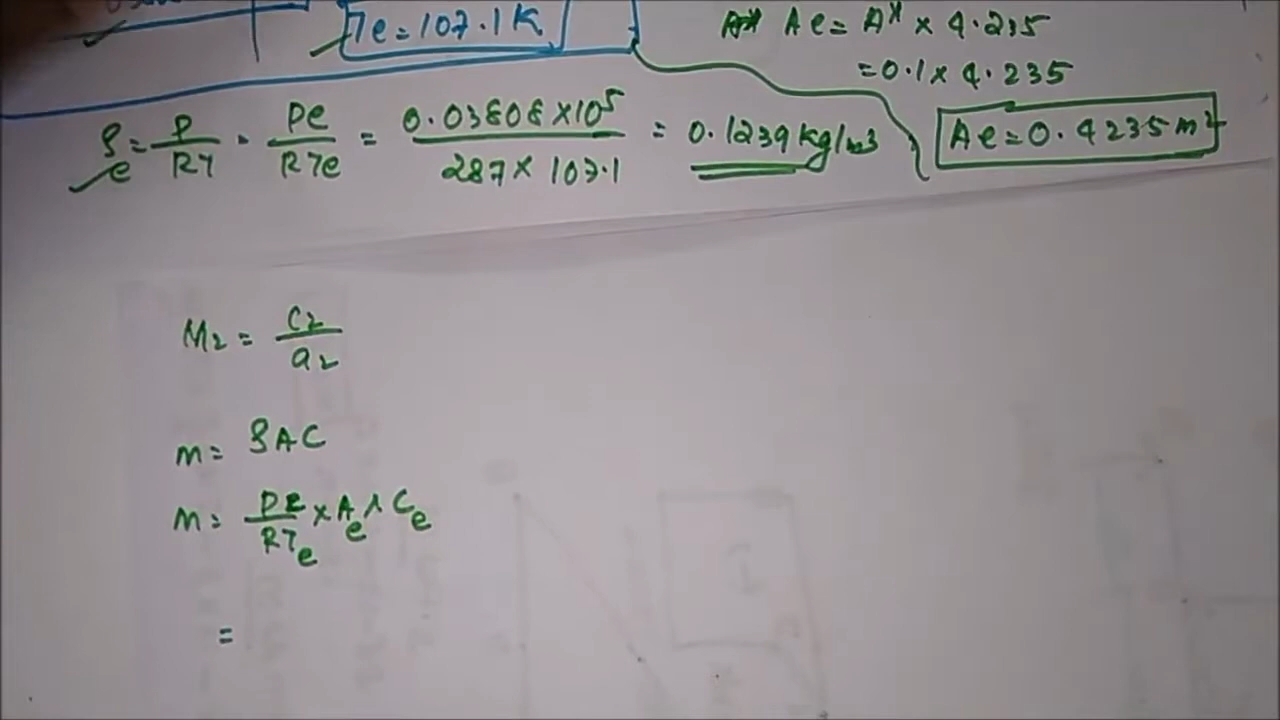 Te = 107.1 K
Ae = A* × 4.235
= 0.1 × 4.235
Ae = 0.4235 m²
ρe = P/RT = Pe/RTe = 0.03808 × 10⁵ / 287 × 107.1 = 0.1239 kg/m³
M₂ = C₂/a₂
m = ρAC
m = Pe/RTe × Ae × Ce
=